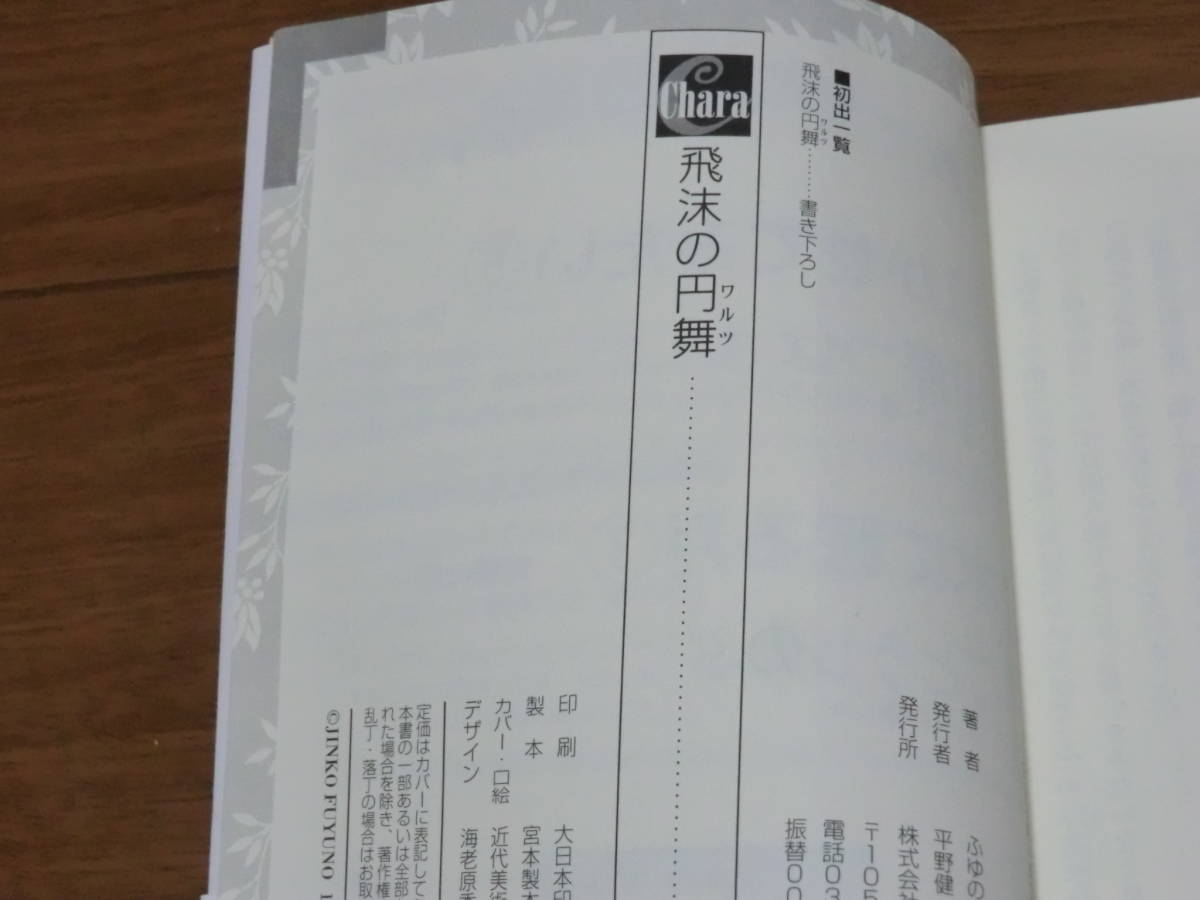 ■初出一覧
飛沫の円舞………書き下ろし
ワルツ
Chara
飛沫の円舞
ワルツ
著者 ふゆの
発行者 平野健
発行所 株式会社
〒105
電話03
振替00
印刷 大日本印
製本 宮本製本
カバー・口絵 近代美術
デザイン 海老原秀
定価はカバーに表記して
本書の一部あるいは全部
れた場合を除き、著作権
乱丁・落丁の場合はお取
©JINKO FUYUNO 1